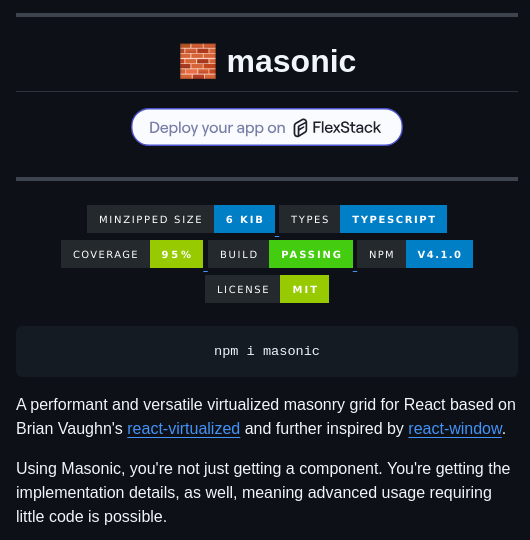 masonic
Deploy your app on FlexStack
MINZIPPED SIZE 6 KIB TYPES TYPESCRIPT
COVERAGE 95% BUILD PASSING NPM V4.1.0
LICENSE MIT
npm i masonic
A performant and versatile virtualized masonry grid for React based on
Brian Vaughn's react-virtualized and further inspired by react-window.
Using Masonic, you're not just getting a component. You're getting the
implementation details, as well, meaning advanced usage requiring
little code is possible.